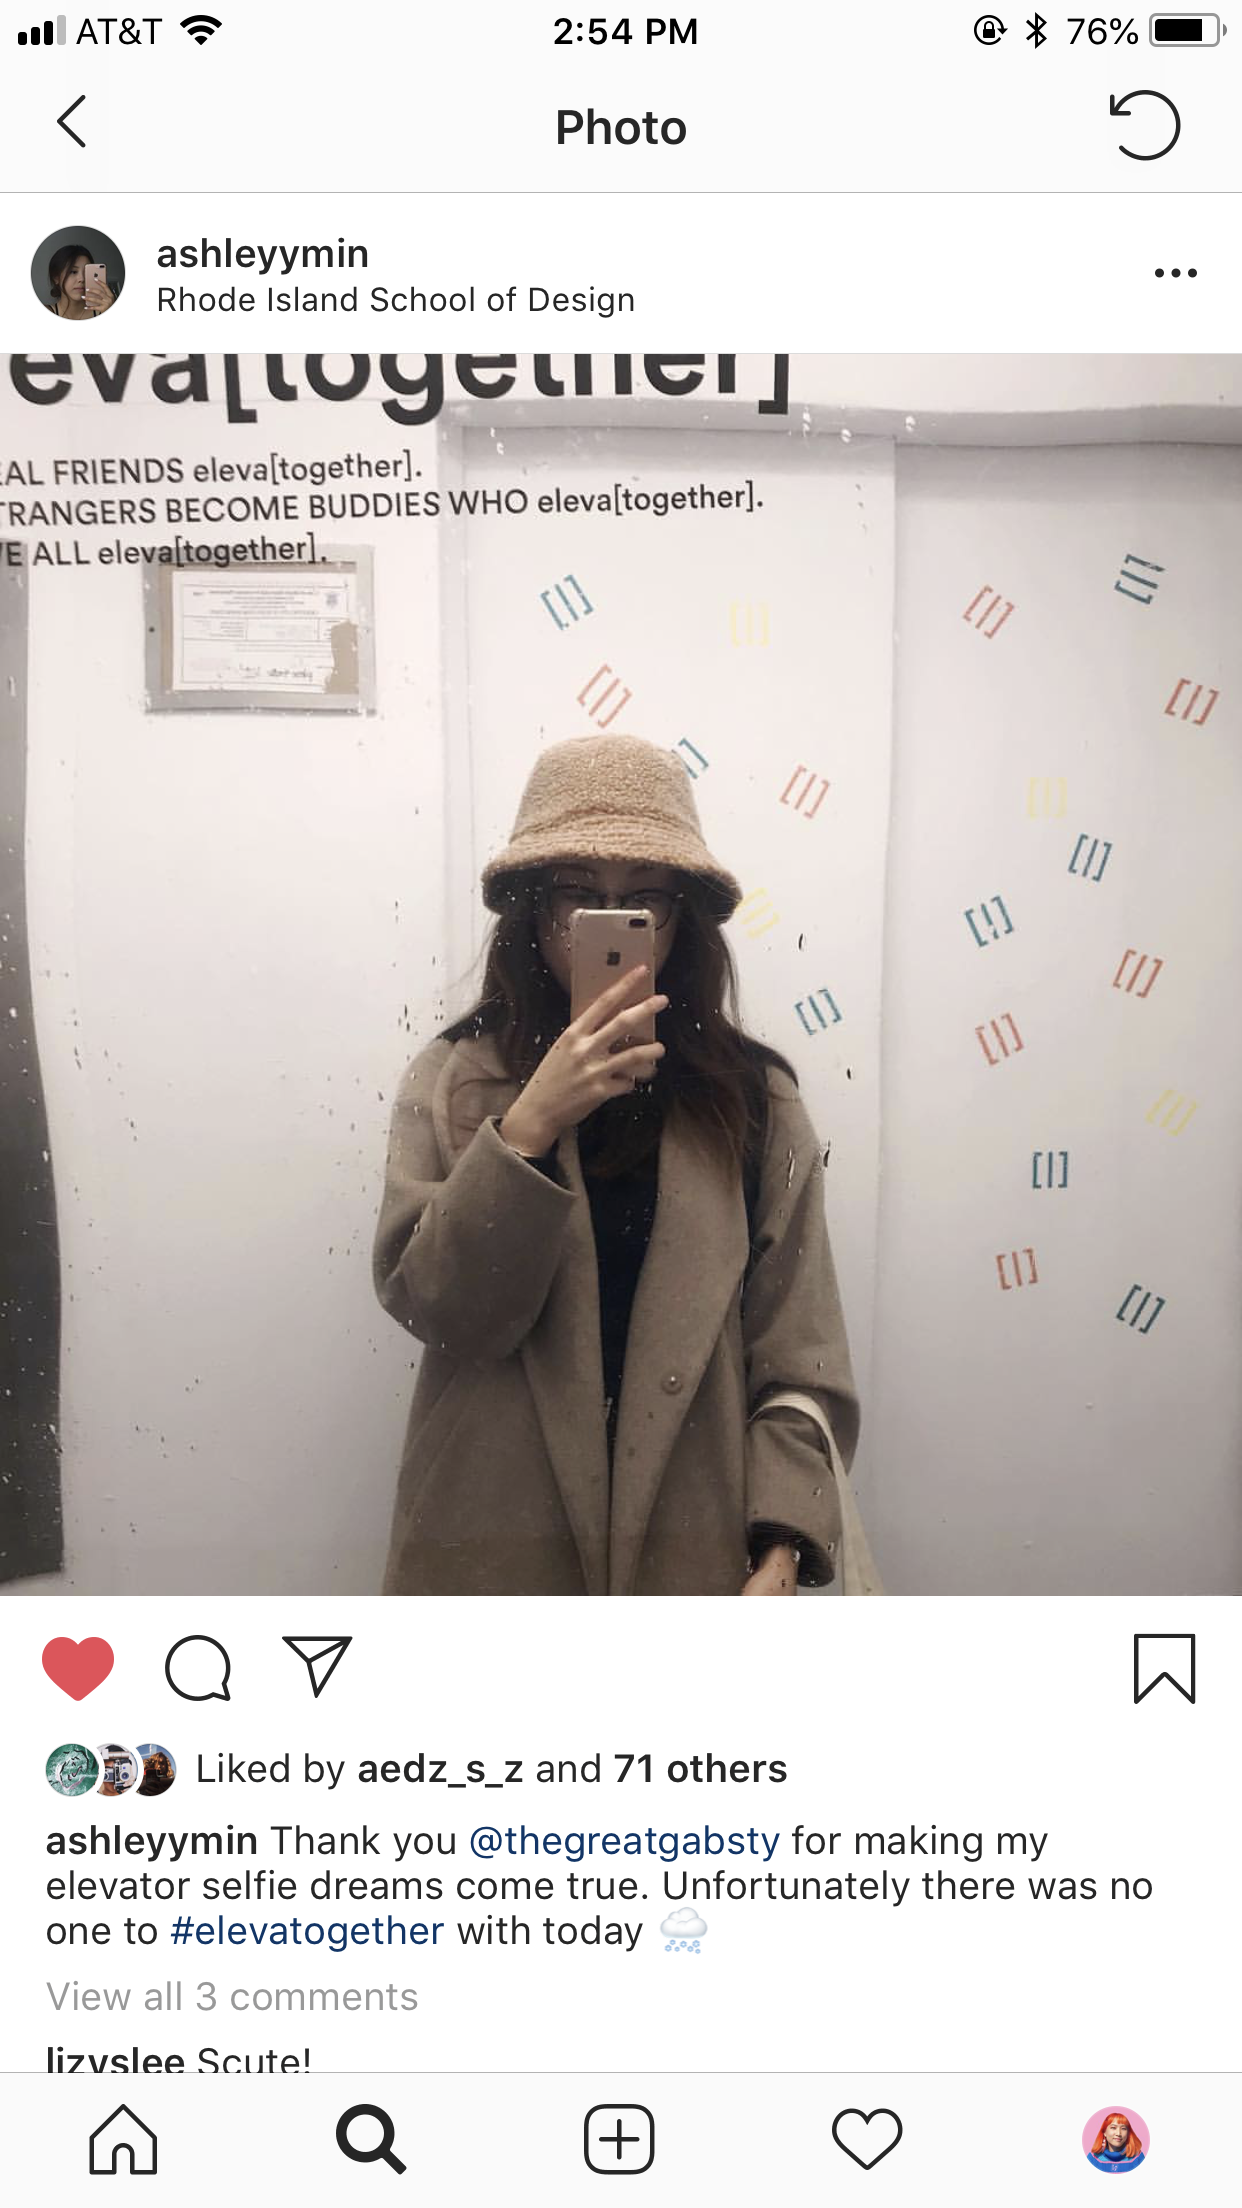 AT&T 2:54 PM 76%
Photo
ashleyymin
Rhode Island School of Design
eva[together]
EAL FRIENDS eleva[together].
TRANGERS BECOME BUDDIES WHO eleva[together].
E ALL eleva[together].
Liked by aedz_s_z and 71 others
ashleyymin Thank you @thegreatgabsty for making my
elevator selfie dreams come true. Unfortunately there was no
one to #elevatogether with today 🌨
View all 3 comments
lizyslee Scute!